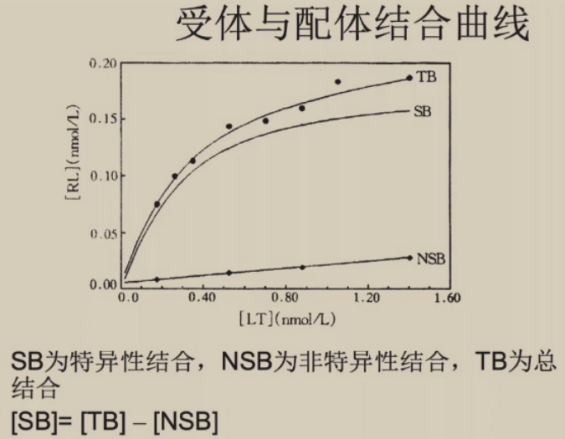 受体与配体结合曲线
0.20
0.15
0.10
0.05
0.00
[RL](nmol/L)
TB
SB
NSB
0.0 0.40 0.80 1.20 1.60
[LT](nmol/L)
SB为特异性结合，NSB为非特异性结合，TB为总
结合
[SB]= [TB] – [NSB]